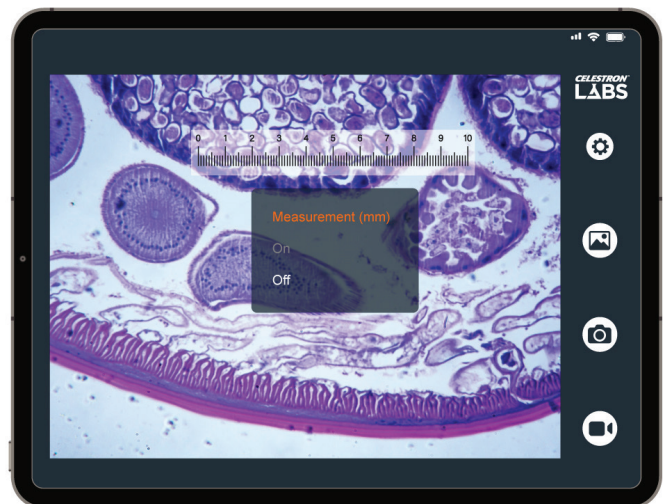 CELESTRON
LABS
0 1 2 3 4 5 6 7 8 9 10
Measurement (mm)
On
Off